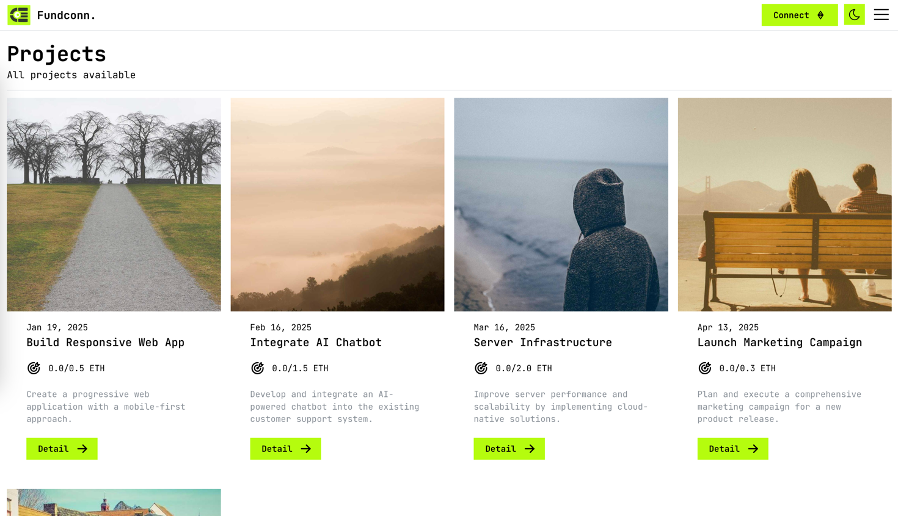 Fundconn.
Connect
Projects
All projects available
Jan 19, 2025
Build Responsive Web App
0.0/0.5 ETH
Create a progressive web
application with a mobile-first
approach.
Detail
Feb 16, 2025
Integrate AI Chatbot
0.0/1.5 ETH
Develop and integrate an AI-
powered chatbot into the existing
customer support system.
Detail
Mar 16, 2025
Server Infrastructure
0.0/2.0 ETH
Improve server performance and
scalability by implementing cloud-
native solutions.
Detail
Apr 13, 2025
Launch Marketing Campaign
0.0/0.3 ETH
Plan and execute a comprehensive
marketing campaign for a new
product release.
Detail